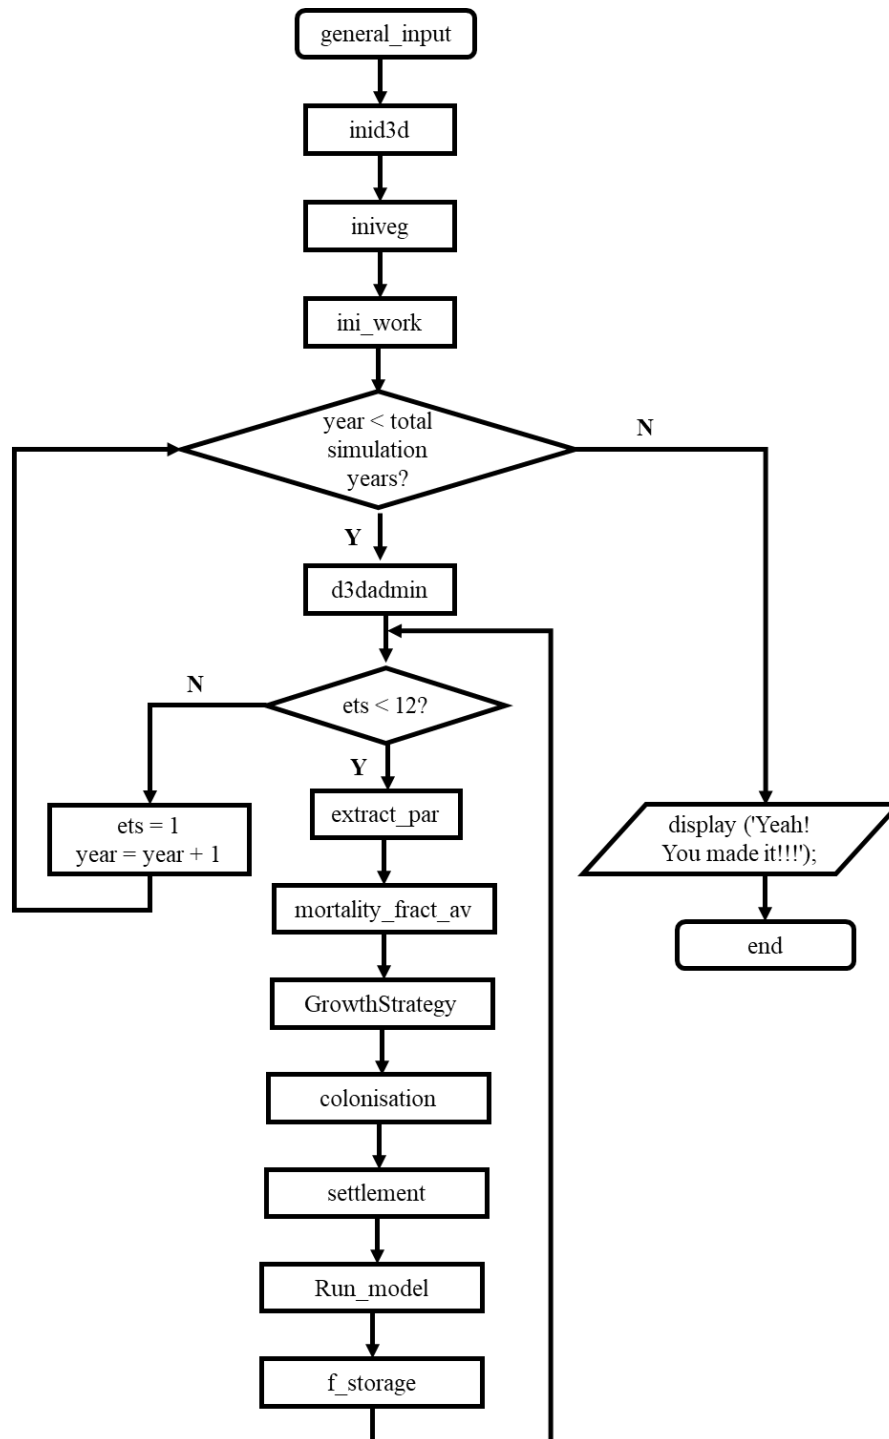 general_input
inid3d
iniveg
ini_work
year < total
simulation
years?
N
Y
d3dadmin
N
ets < 12?
Y
extract_par
ets = 1
year = year + 1
display ('Yeah!
You made it!!!');
mortality_fract_av
end
GrowthStrategy
colonisation
settlement
Run_model
f_storage